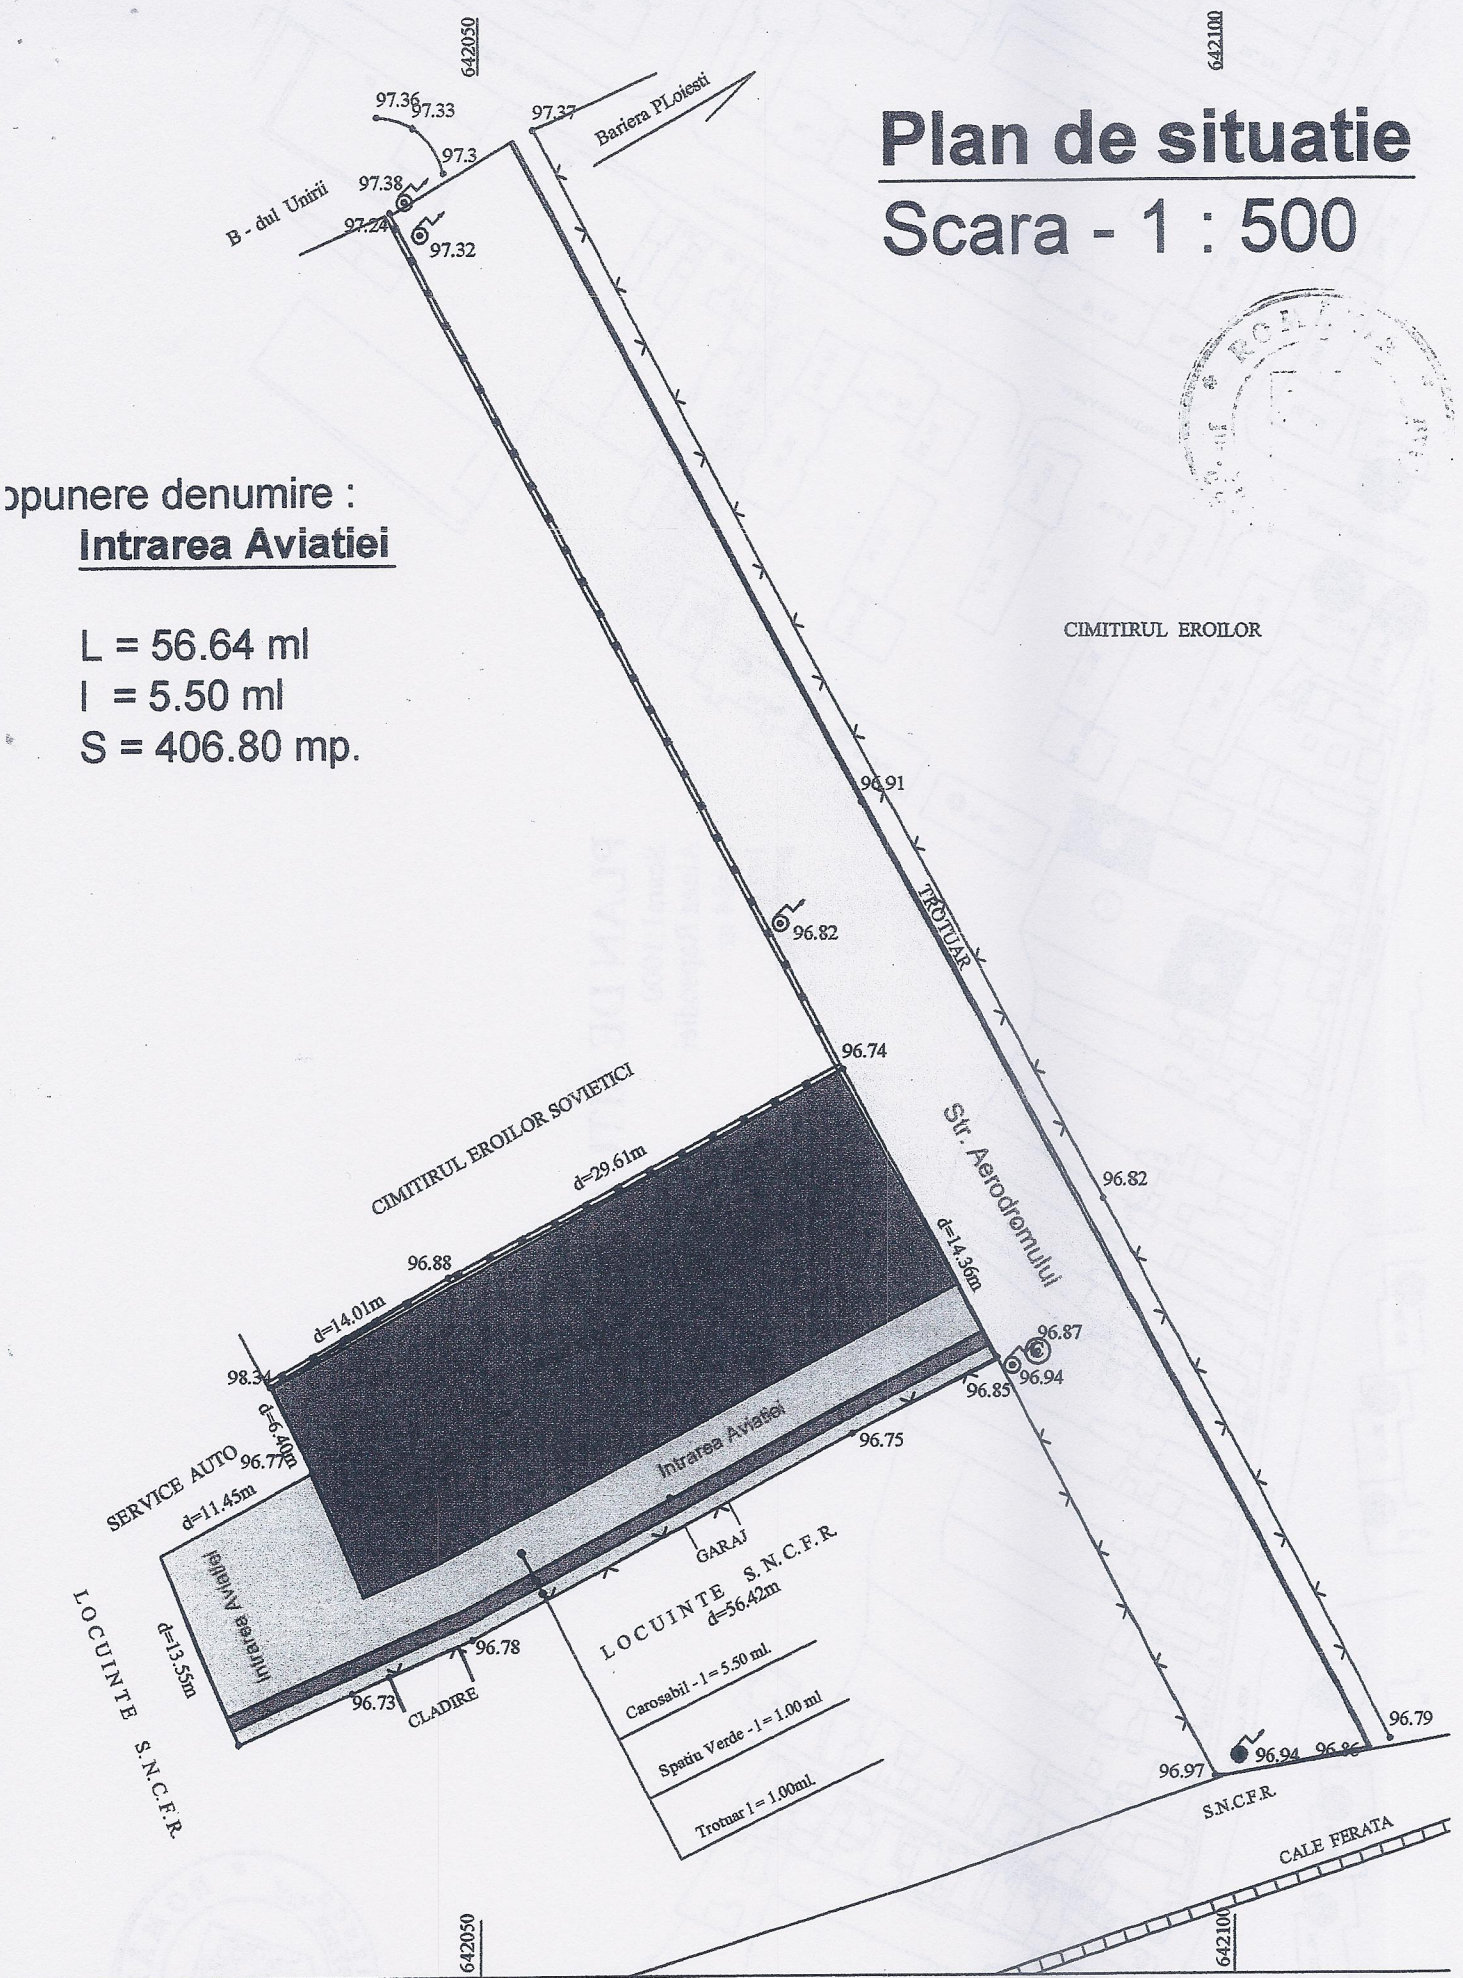 642050
642100
97.36
97.33
97.37
Bariera PLoiesti
Plan de situatie
Scara - 1 : 500
97.3
97.38
B - dul Unirii
97.24
97.32
opunere denumire :
Intrarea Aviatiei
L = 56.64 ml
l = 5.50 ml
S = 406.80 mp.
CIMITIRUL EROILOR
96.91
TROTUAR
96.82
96.74
CIMITIRUL EROILOR SOVIETICI
d=29.61m
Str. Aerodromului
96.82
96.88
d=14.36m
d=14.01m
96.87
98.34
96.94
96.85
d=6.40m
96.77
Intrarea Aviatiei
96.75
SERVICE AUTO
d=11.45m
GARAJ
Intrarea Aviatiei
LOCUINTE S.N.C.F.R.
d=56.42m
LOCUINTE S.N.C.F.R.
d=13.55m
96.78
Carosabil - l = 5.50 ml.
96.73
CLADIRE
Spatiu Verde - l = 1.00 ml
96.79
96.94
96.86
96.97
Trotuar l = 1.00ml.
S.N.C.F.R.
CALE FERATA
642050
642100